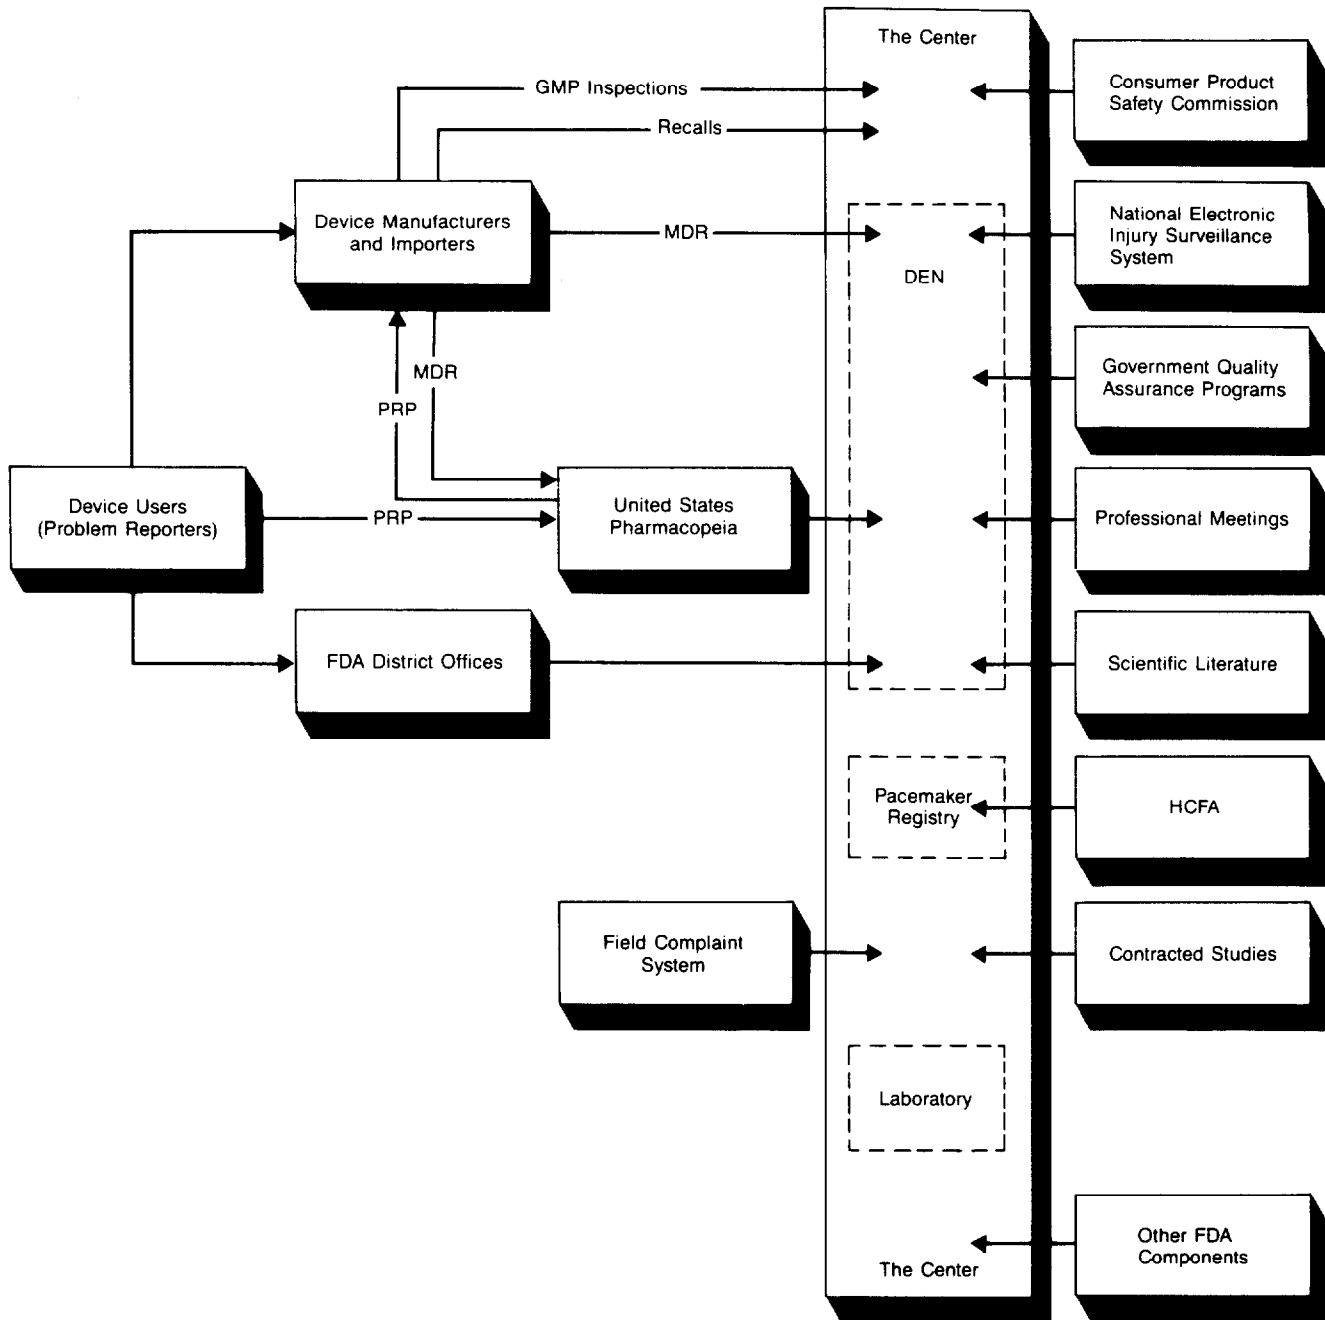 The Center
GMP Inspections
Recalls
Consumer Product
Safety Commission
Device Manufacturers
and Importers
MDR
DEN
National Electronic
Injury Surveillance
System
MDR
PRP
Government Quality
Assurance Programs
Device Users
(Problem Reporters)
PRP
United States
Pharmacopeia
Professional Meetings
FDA District Offices
Scientific Literature
Pacemaker
Registry
HCFA
Field Complaint
System
Contracted Studies
Laboratory
Other FDA
Components
The Center